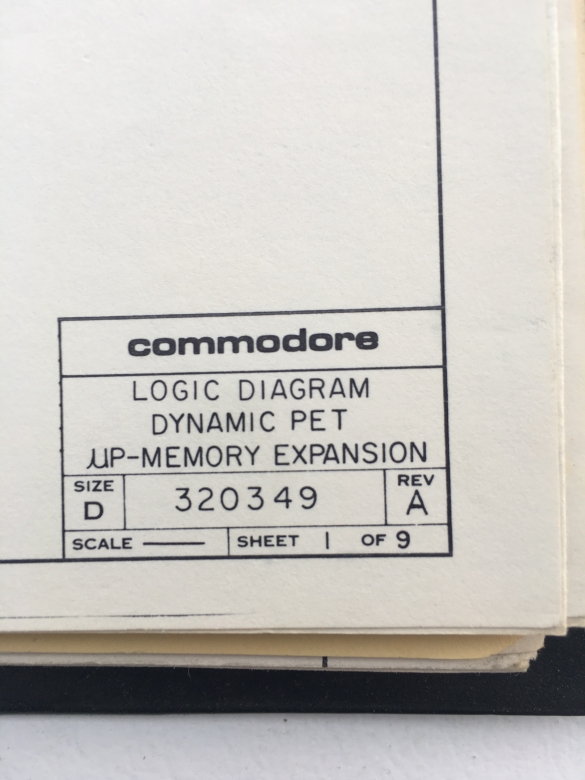 commodore
LOGIC DIAGRAM
DYNAMIC PET
µP-MEMORY EXPANSION
SIZE D 320349 REV A
SCALE —— SHEET 1 OF 9